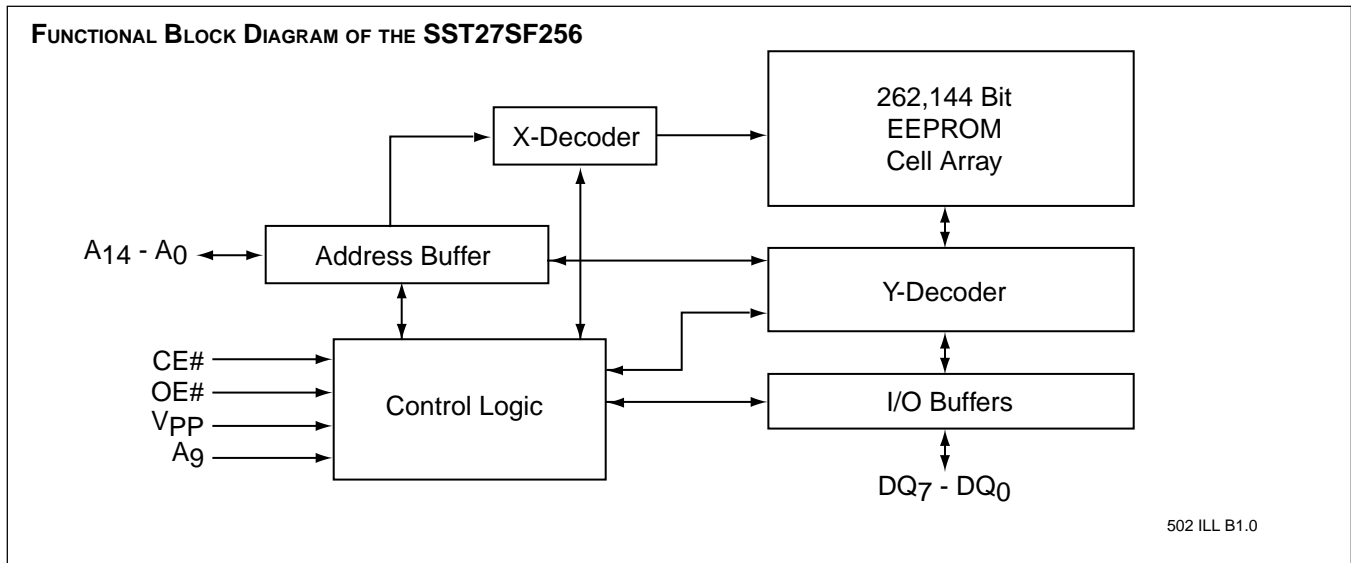 FUNCTIONAL BLOCK DIAGRAM OF THE SST27SF256
262,144 Bit
EEPROM
Cell Array
X-Decoder
A14 - A0
Address Buffer
Y-Decoder
CE#
OE#
VPP
A9
Control Logic
I/O Buffers
DQ7 - DQ0
502 ILL B1.0